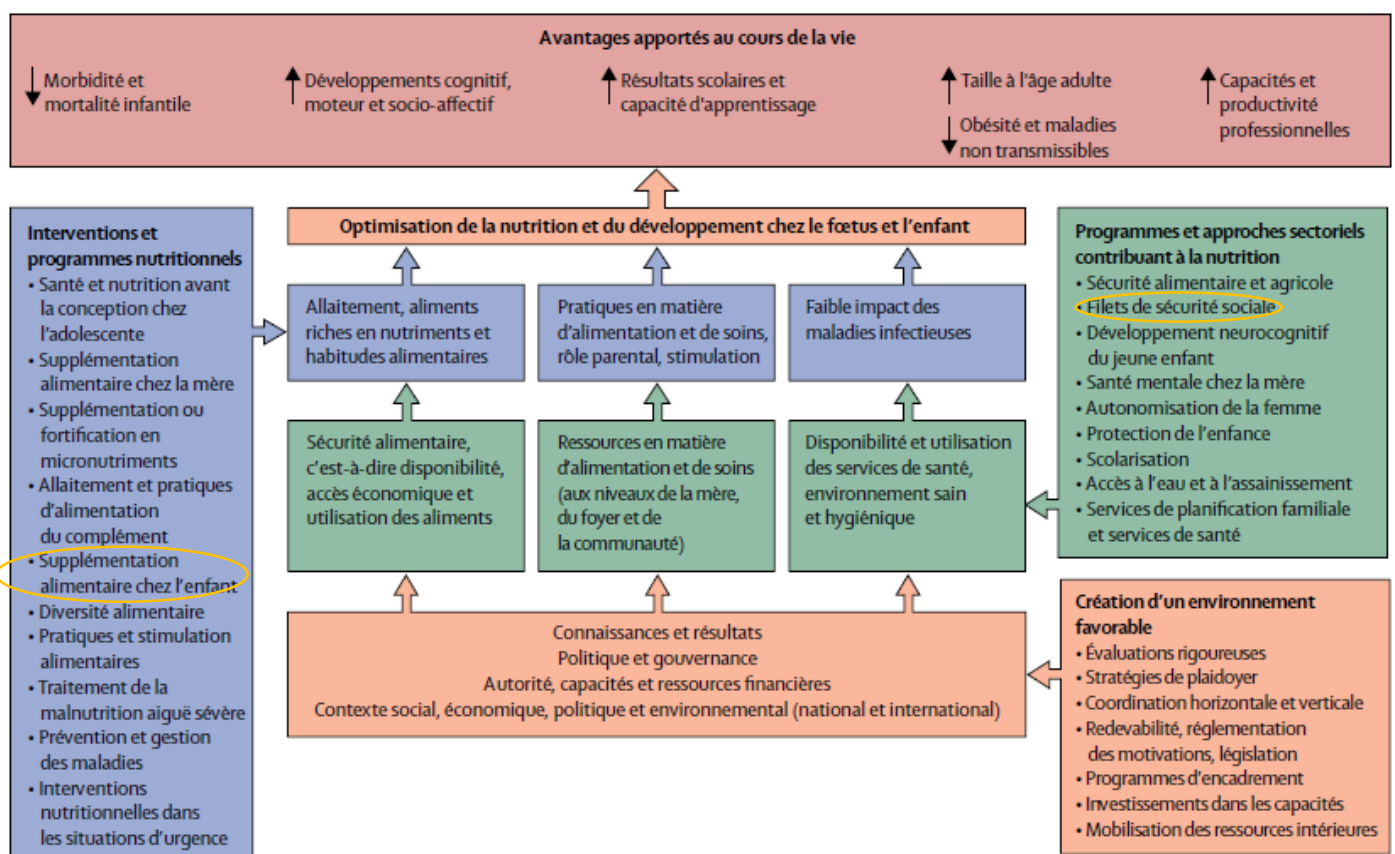 Avantages apportés au cours de la vie
Morbidité et
mortalité infantile
Développements cognitif,
moteur et socio-affectif
Résultats scolaires et
capacité d'apprentissage
Taille à l'âge adulte
Obésité et maladies
non transmissibles
Capacités et
productivité
professionnelles
Interventions et
programmes nutritionnels
• Santé et nutrition avant
la conception chez
l'adolescente
• Supplémentation
alimentaire chez la mère
• Supplémentation ou
fortification en
micronutriments
• Allaitement et pratiques
d'alimentation
du complément
• Supplémentation
alimentaire chez l'enfant
• Diversité alimentaire
• Pratiques et stimulation
alimentaires
• Traitement de la
malnutrition aiguë sévère
• Prévention et gestion
des maladies
• Interventions
nutritionnelles dans
les situations d'urgence
Optimisation de la nutrition et du développement chez le fœtus et l'enfant
Allaitement, aliments
riches en nutriments et
habitudes alimentaires
Pratiques en matière
d'alimentation et de soins,
rôle parental, stimulation
Faible impact des
maladies infectieuses
Sécurité alimentaire,
c'est-à-dire disponibilité,
accès économique et
utilisation des aliments
Ressources en matière
d'alimentation et de soins
(aux niveaux de la mère,
du foyer et de
la communauté)
Disponibilité et utilisation
des services de santé,
environnement sain
et hygiénique
Connaissances et résultats
Politique et gouvernance
Autorité, capacités et ressources financières
Contexte social, économique, politique et environnemental (national et international)
Programmes et approches sectoriels
contribuant à la nutrition
• Sécurité alimentaire et agricole
• Filets de sécurité sociale
• Développement neurocognitif
du jeune enfant
• Santé mentale chez la mère
• Autonomisation de la femme
• Protection de l'enfance
• Scolarisation
• Accès à l'eau et à l'assainissement
• Services de planification familiale
et services de santé
Création d'un environnement
favorable
• Évaluations rigoureuses
• Stratégies de plaidoyer
• Coordination horizontale et verticale
• Redevabilité, réglementation
des motivations, législation
• Programmes d'encadrement
• Investissements dans les capacités
• Mobilisation des ressources intérieures